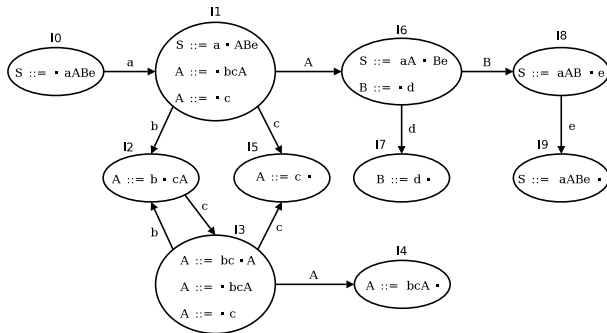 I0
S ::= · aABe
a
I1
S ::= a · ABe
A ::= · bcA
A ::= · c
A
I6
S ::= aA · Be
B ::= · d
B
I8
S ::= aAB · e
b
c
d
e
I2
A ::= b · cA
I5
A ::= c ·
I7
B ::= d ·
I9
S ::= aABe ·
c
b
c
I3
A ::= bc · A
A ::= · bcA
A ::= · c
A
I4
A ::= bcA ·